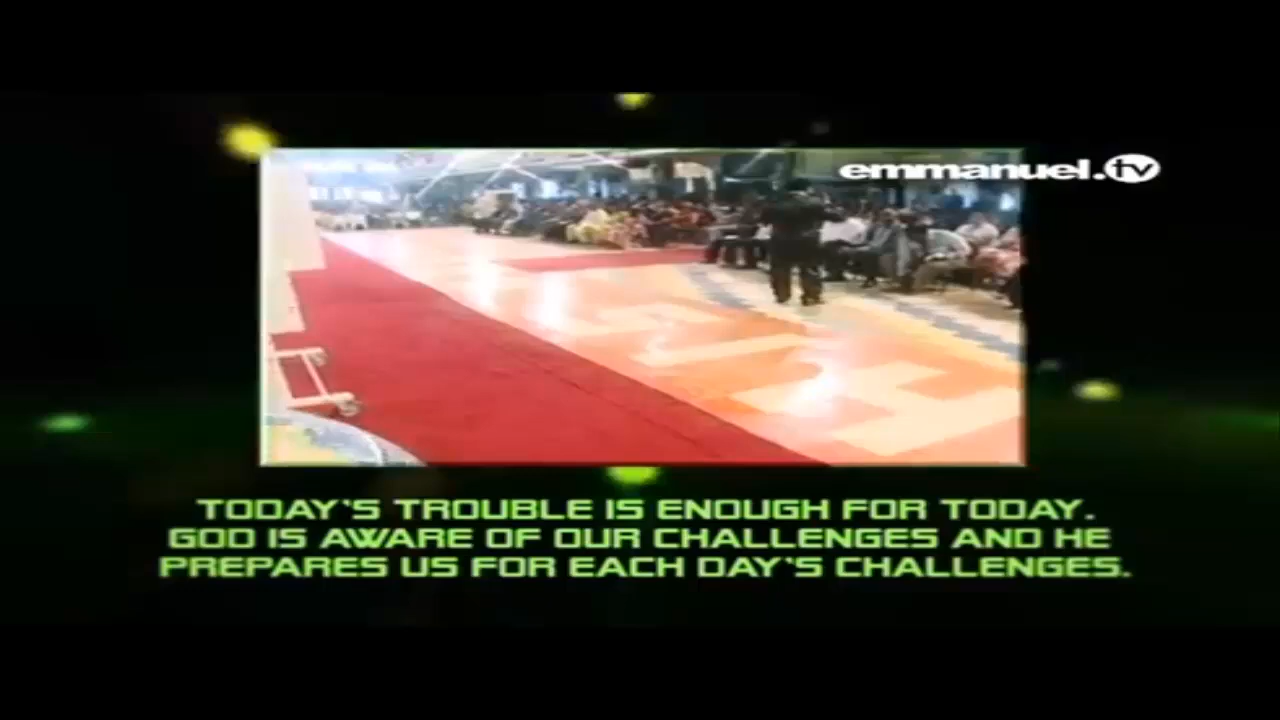 emmanuel.tv
TODAY'S TROUBLE IS ENOUGH FOR TODAY.
GOD IS AWARE OF OUR CHALLENGES AND HE
PREPARES US FOR EACH DAY'S CHALLENGES.